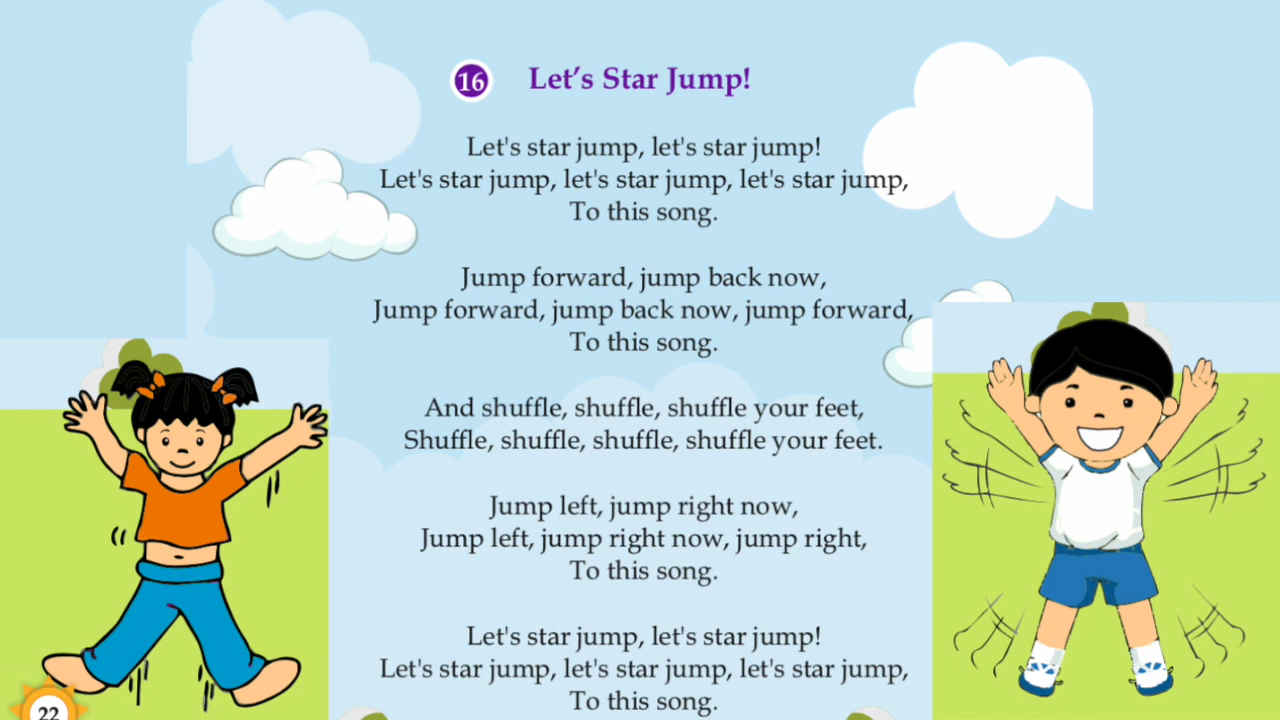 16 Let’s Star Jump!
Let's star jump, let's star jump!
Let's star jump, let's star jump, let's star jump,
To this song.
Jump forward, jump back now,
Jump forward, jump back now, jump forward,
To this song.
And shuffle, shuffle, shuffle your feet,
Shuffle, shuffle, shuffle, shuffle your feet.
Jump left, jump right now,
Jump left, jump right now, jump right,
To this song.
Let's star jump, let's star jump!
Let's star jump, let's star jump, let's star jump,
To this song.
22